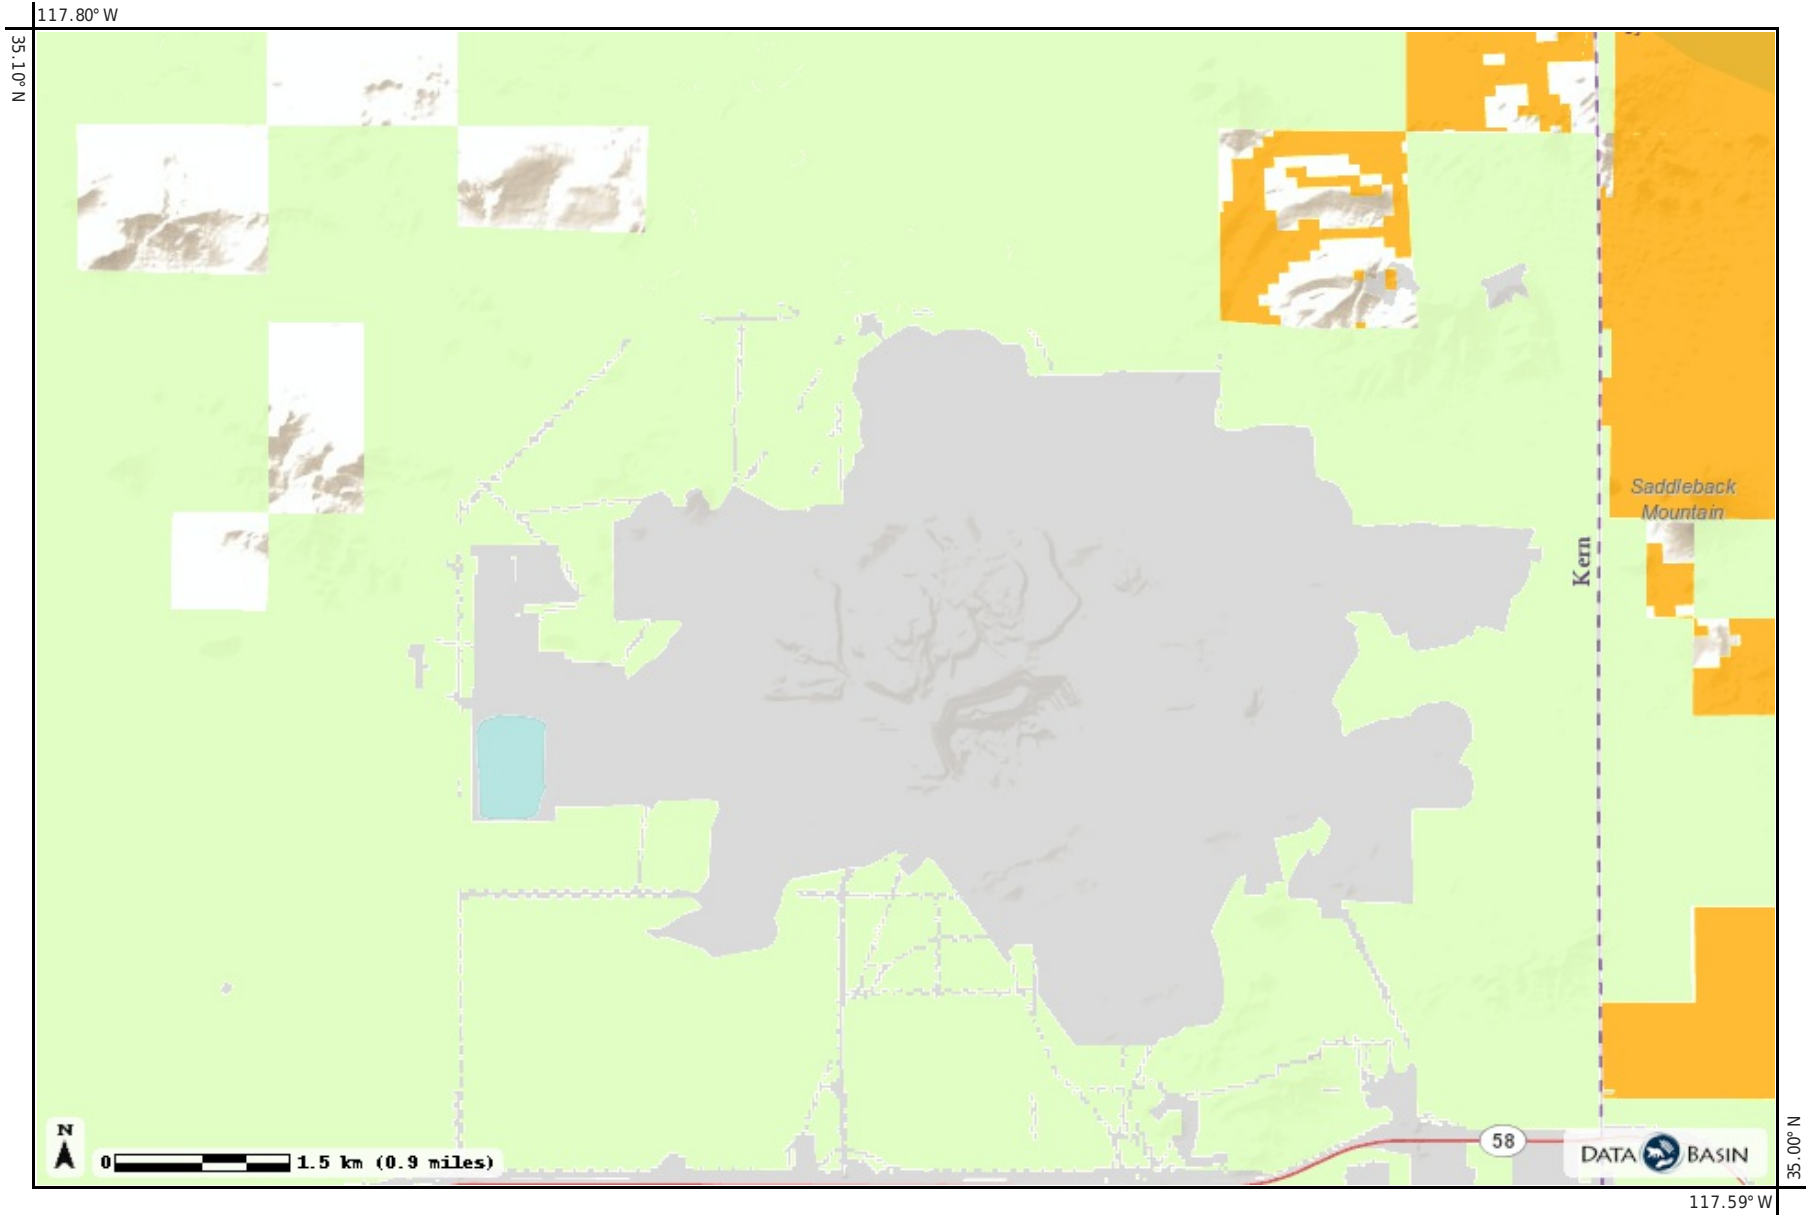 117.80° W
35.10° N
Saddleback
Mountain
Kern
58
N
0 1.5 km (0.9 miles)
DATA BASIN
35.00° N
117.59° W